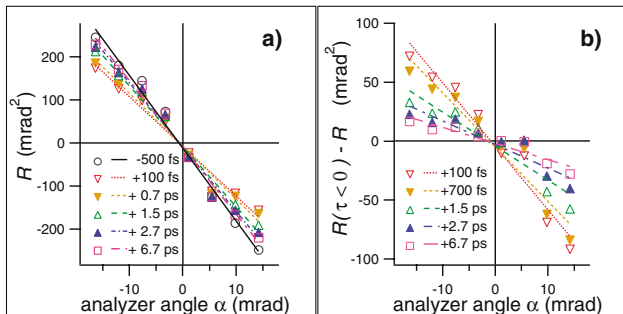 a)
R (mrad²)
200
100
0
-100
-200
-500 fs
+100 fs
+ 0.7 ps
+ 1.5 ps
+ 2.7 ps
+ 6.7 ps
-10
0
10
analyzer angle α (mrad)
b)
R(τ < 0) - R (mrad²)
100
50
0
-50
-100
+100 fs
+700 fs
+1.5 ps
+2.7 ps
+6.7 ps
-10
0
10
analyzer angle α (mrad)